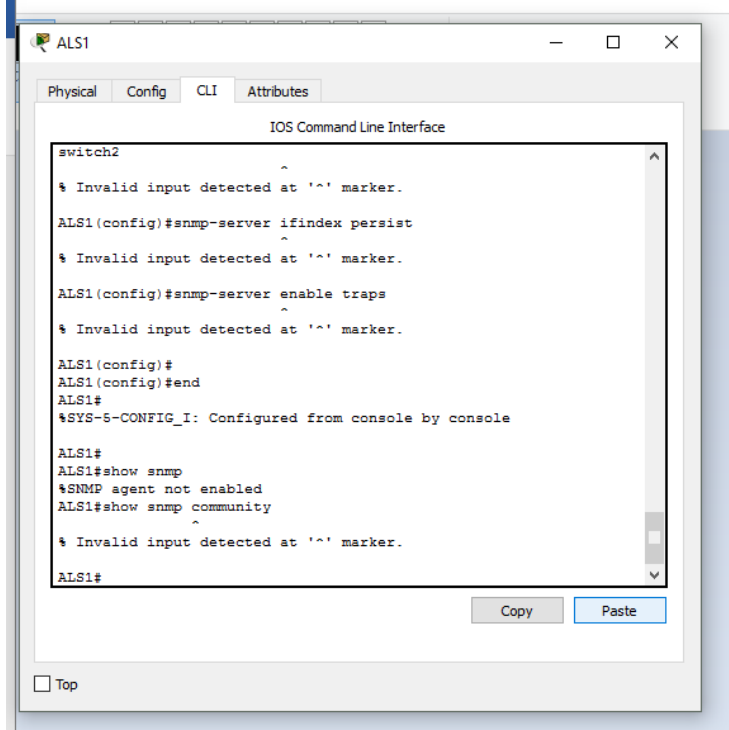 ALS1
Physical Config CLI Attributes
IOS Command Line Interface
switch2
^
% Invalid input detected at '^' marker.
ALS1(config)#snmp-server ifindex persist
^
% Invalid input detected at '^' marker.
ALS1(config)#snmp-server enable traps
^
% Invalid input detected at '^' marker.
ALS1(config)#
ALS1(config)#end
ALS1#
%SYS-5-CONFIG_I: Configured from console by console
ALS1#
ALS1#show snmp
%SNMP agent not enabled
ALS1#show snmp community
^
% Invalid input detected at '^' marker.
ALS1#
Copy Paste
Top